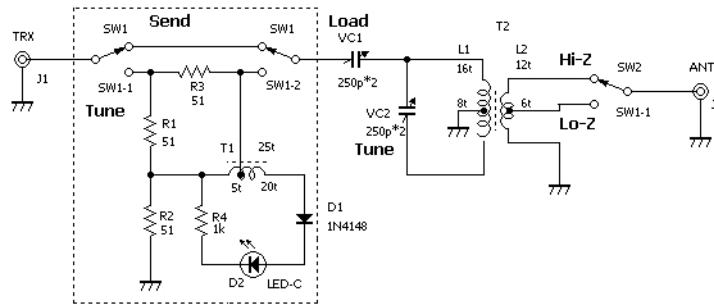 TRX
J1
SW1
Send
SW1
SW1-1
R3
51
SW1-2
Tune
R1
51
T1
25t
5t
20t
R2
51
R4
1k
D1
1N4148
D2
LED-C
Load
VC1
250p*2
VC2
250p*2
Tune
T2
L1
16t
8t
L2
12t
6t
Hi-Z
SW2
SW1-1
Lo-Z
ANT